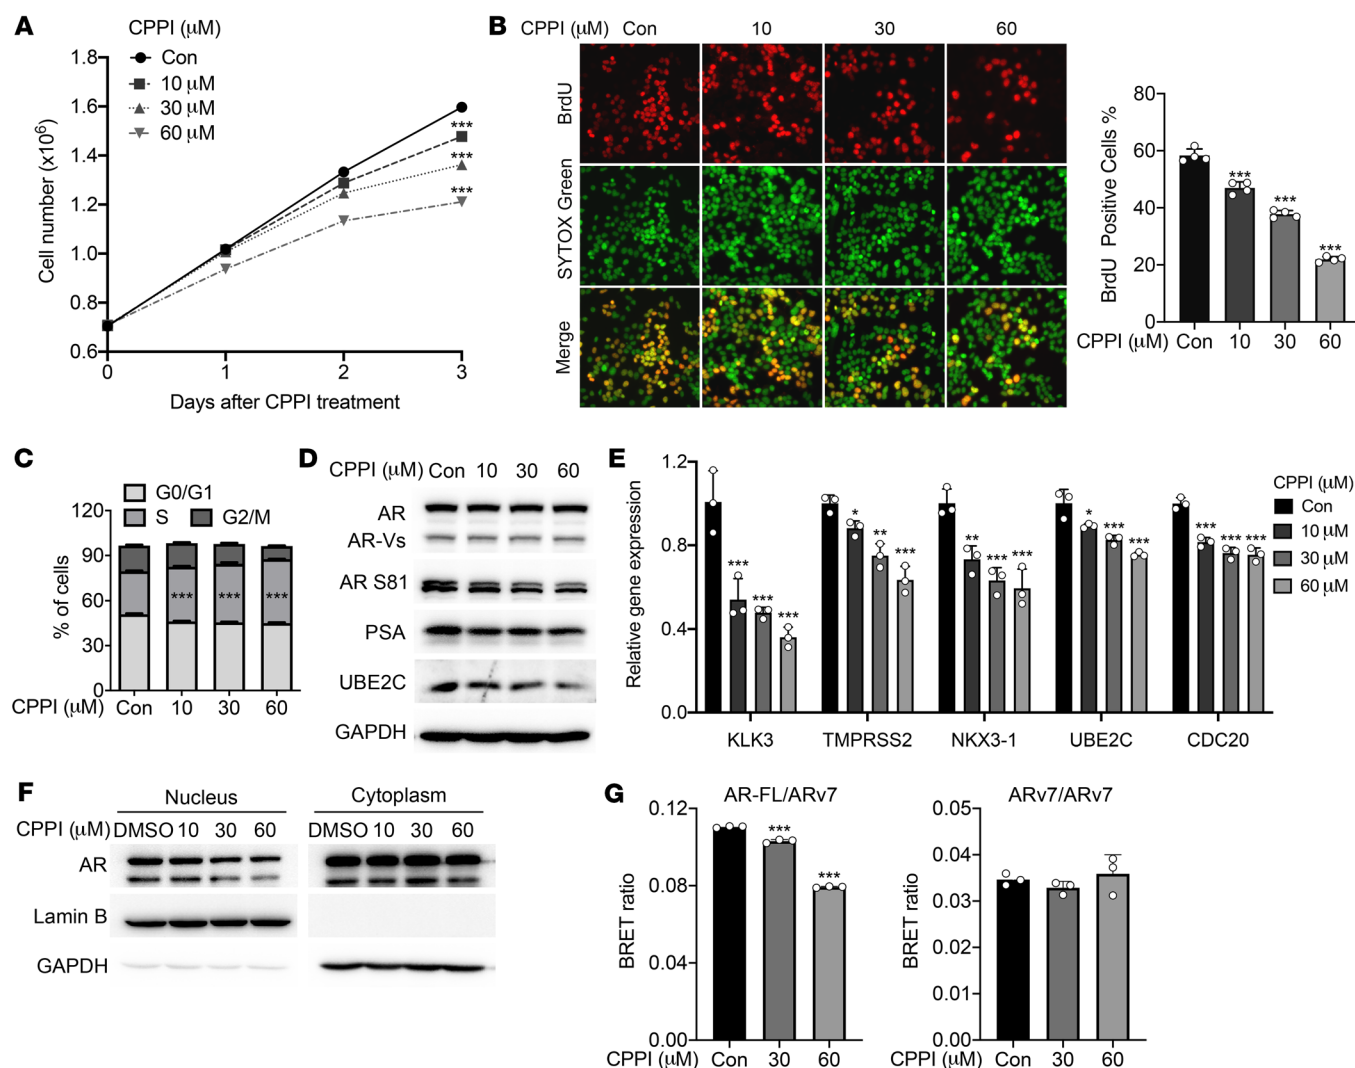 A
CPPI (μM)
Con
10 μM
30 μM
60 μM
Cell number (x10⁶)
1.8
1.6
1.4
1.2
1.0
0.8
0.6
***
***
***
0 1 2 3
Days after CPPI treatment
B
CPPI (μM) Con 10 30 60
BrdU
SYTOX Green
Merge
BrdU Positive Cells %
80
60
40
20
0
***
***
***
CPPI (μM) Con 10 30 60
C
G0/G1
S G2/M
% of cells
120
90
60
30
0
*** *** ***
CPPI (μM) Con 10 30 60
D
CPPI (μM) Con 10 30 60
AR
AR-Vs
AR S81
PSA
UBE2C
GAPDH
E
Relative gene expression
1.2
0.8
0.4
0.0
*** *** ***
* ** ***
** *** ***
* *** ***
*** *** ***
KLK3 TMPRSS2 NKX3-1 UBE2C CDC20
CPPI (μM)
Con
10 μM
30 μM
60 μM
F
Nucleus Cytoplasm
CPPI (μM) DMSO 10 30 60 DMSO 10 30 60
AR
Lamin B
GAPDH
G
AR-FL/ARv7
BRET ratio
0.12
0.08
0.04
0.00
***
***
CPPI (μM) Con 30 60
ARv7/ARv7
BRET ratio
0.05
0.04
0.03
0.02
0.01
0.00
CPPI (μM) Con 30 60